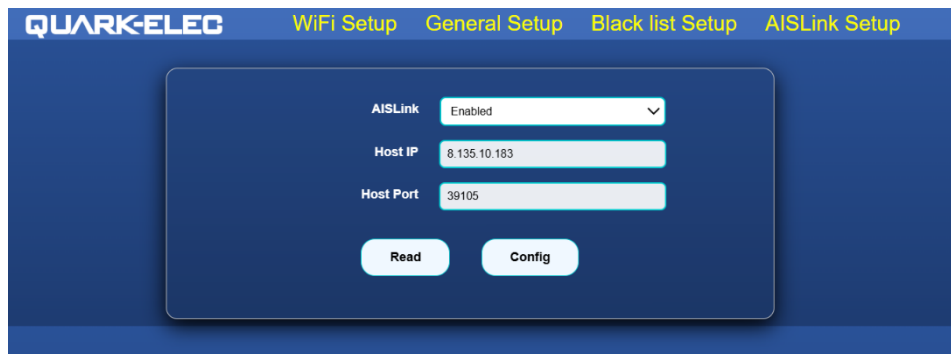 QUARK-ELEC WiFi Setup General Setup Black list Setup AISLink Setup
AISLink Enabled
Host IP 8.135.10.183
Host Port 39105
Read Config